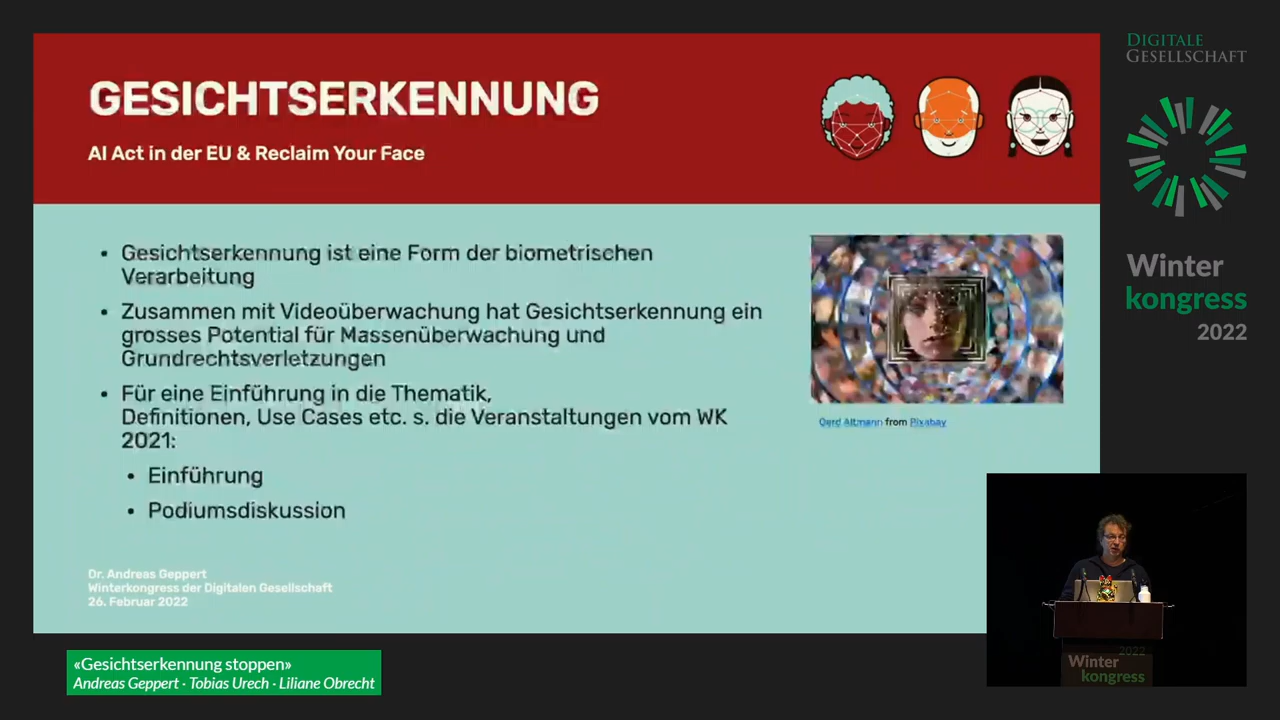 GESICHTSERKENNUNG
AI Act in der EU & Reclaim Your Face
• Gesichtserkennung ist eine Form der biometrischen
Verarbeitung
• Zusammen mit Videoüberwachung hat Gesichtserkennung ein
grosses Potential für Massenüberwachung und
Grundrechtsverletzungen
• Für eine Einführung in die Thematik,
Definitionen, Use Cases etc. s. die Veranstaltungen vom WK
2021:
• Einführung
• Podiumsdiskussion
Gerd Altmann from Pixabay
Dr. Andreas Geppert
Winterkongress der Digitalen Gesellschaft
26. Februar 2022
«Gesichtserkennung stoppen»
Andreas Geppert · Tobias Urech · Liliane Obrecht
DIGITALE
GESELLSCHAFT
Winter
kongress
2022
2022
Winter
kongress